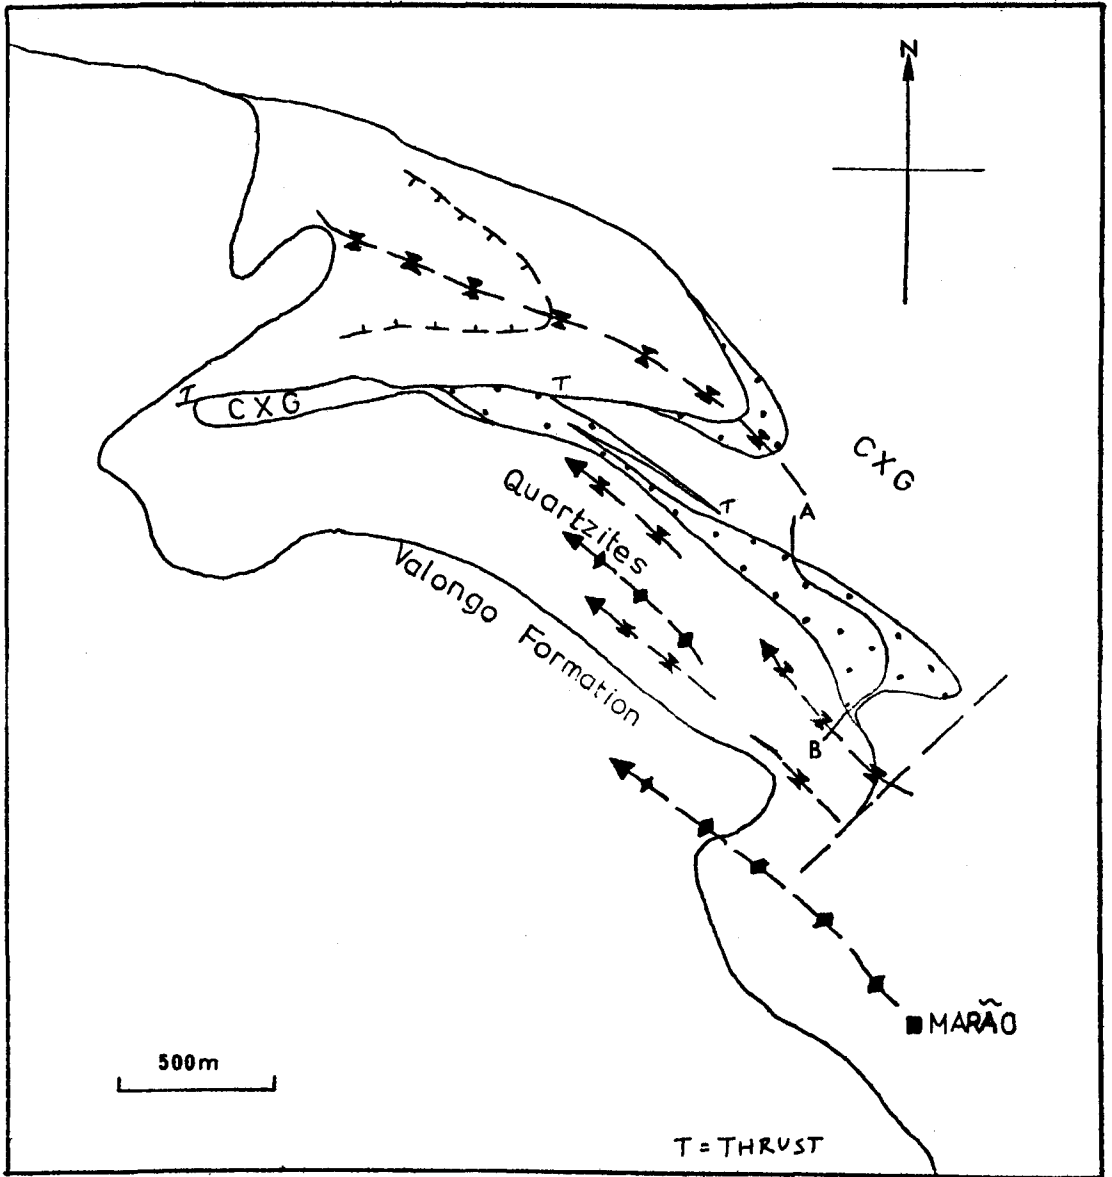 N
T
T
CXG
CXG
T
A
Quartzites
Valongo Formation
B
MARÃO
500m
T = THRUST